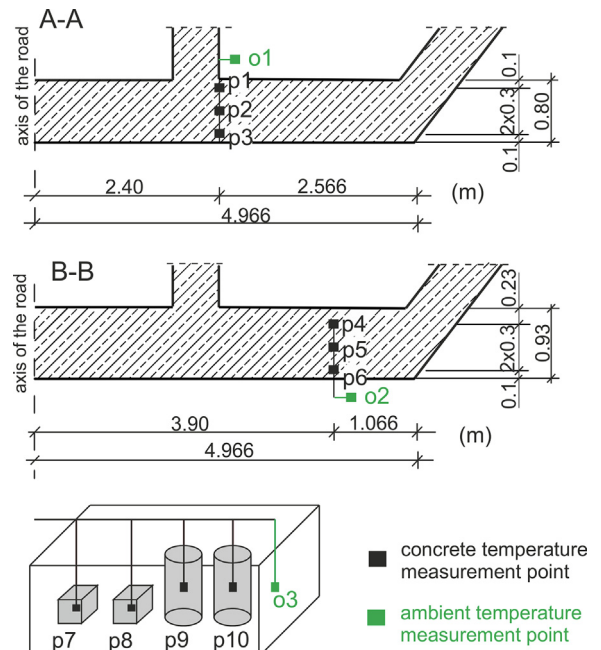 A-A
axis of the road
o1
p1
p2
p3
0.1
2x0.3
0.1
0.80
2.40
2.566
(m)
4.966
B-B
axis of the road
p4
p5
p6
o2
0.23
2x0.3
0.1
0.93
3.90
1.066
(m)
4.966
o3
p7
p8
p9
p10
concrete temperature
measurement point
ambient temperature
measurement point